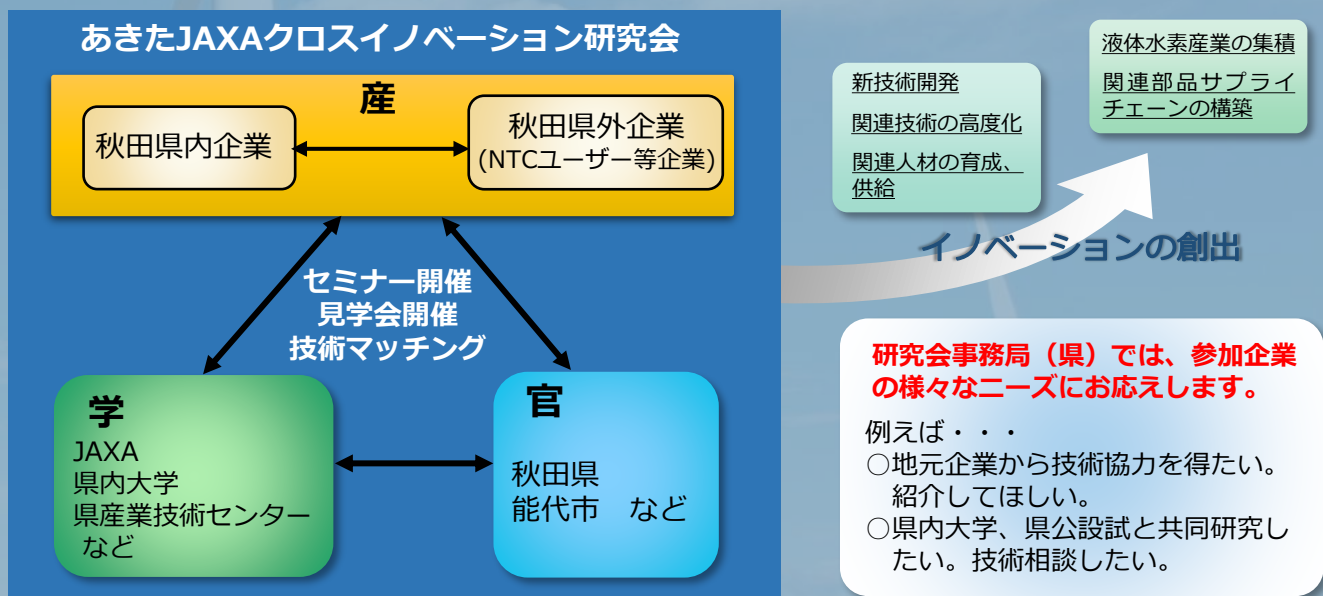 あきたJAXAクロスイノベーション研究会
産
秋田県内企業
秋田県外企業
(NTCユーザー等企業)
セミナー開催
見学会開催
技術マッチング
学
JAXA
県内大学
県産業技術センター
など
官
秋田県
能代市　など
新技術開発
関連技術の高度化
関連人材の育成、
供給
液体水素産業の集積
関連部品サプライ
チェーンの構築
イノベーションの創出
研究会事務局（県）では、参加企業
の様々なニーズにお応えします。
例えば・・・
○地元企業から技術協力を得たい。
紹介してほしい。
○県内大学、県公設試と共同研究し
たい。技術相談したい。